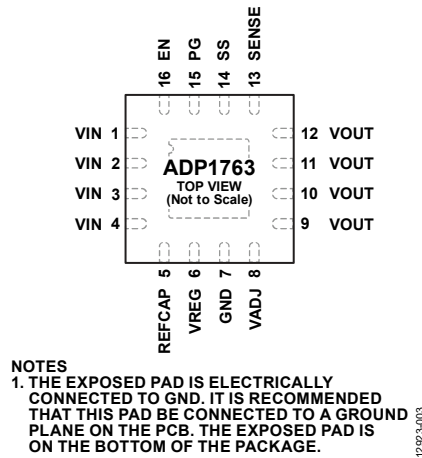 16 EN
15 PG
14 SS
13 SENSE
VIN 1
VIN 2
VIN 3
VIN 4
ADP1763
TOP VIEW
(Not to Scale)
12 VOUT
11 VOUT
10 VOUT
9 VOUT
REFCAP 5
VREG 6
GND 7
VADJ 8
NOTES
1. THE EXPOSED PAD IS ELECTRICALLY
CONNECTED TO GND. IT IS RECOMMENDED
THAT THIS PAD BE CONNECTED TO A GROUND
PLANE ON THE PCB. THE EXPOSED PAD IS
ON THE BOTTOM OF THE PACKAGE.
12923-003